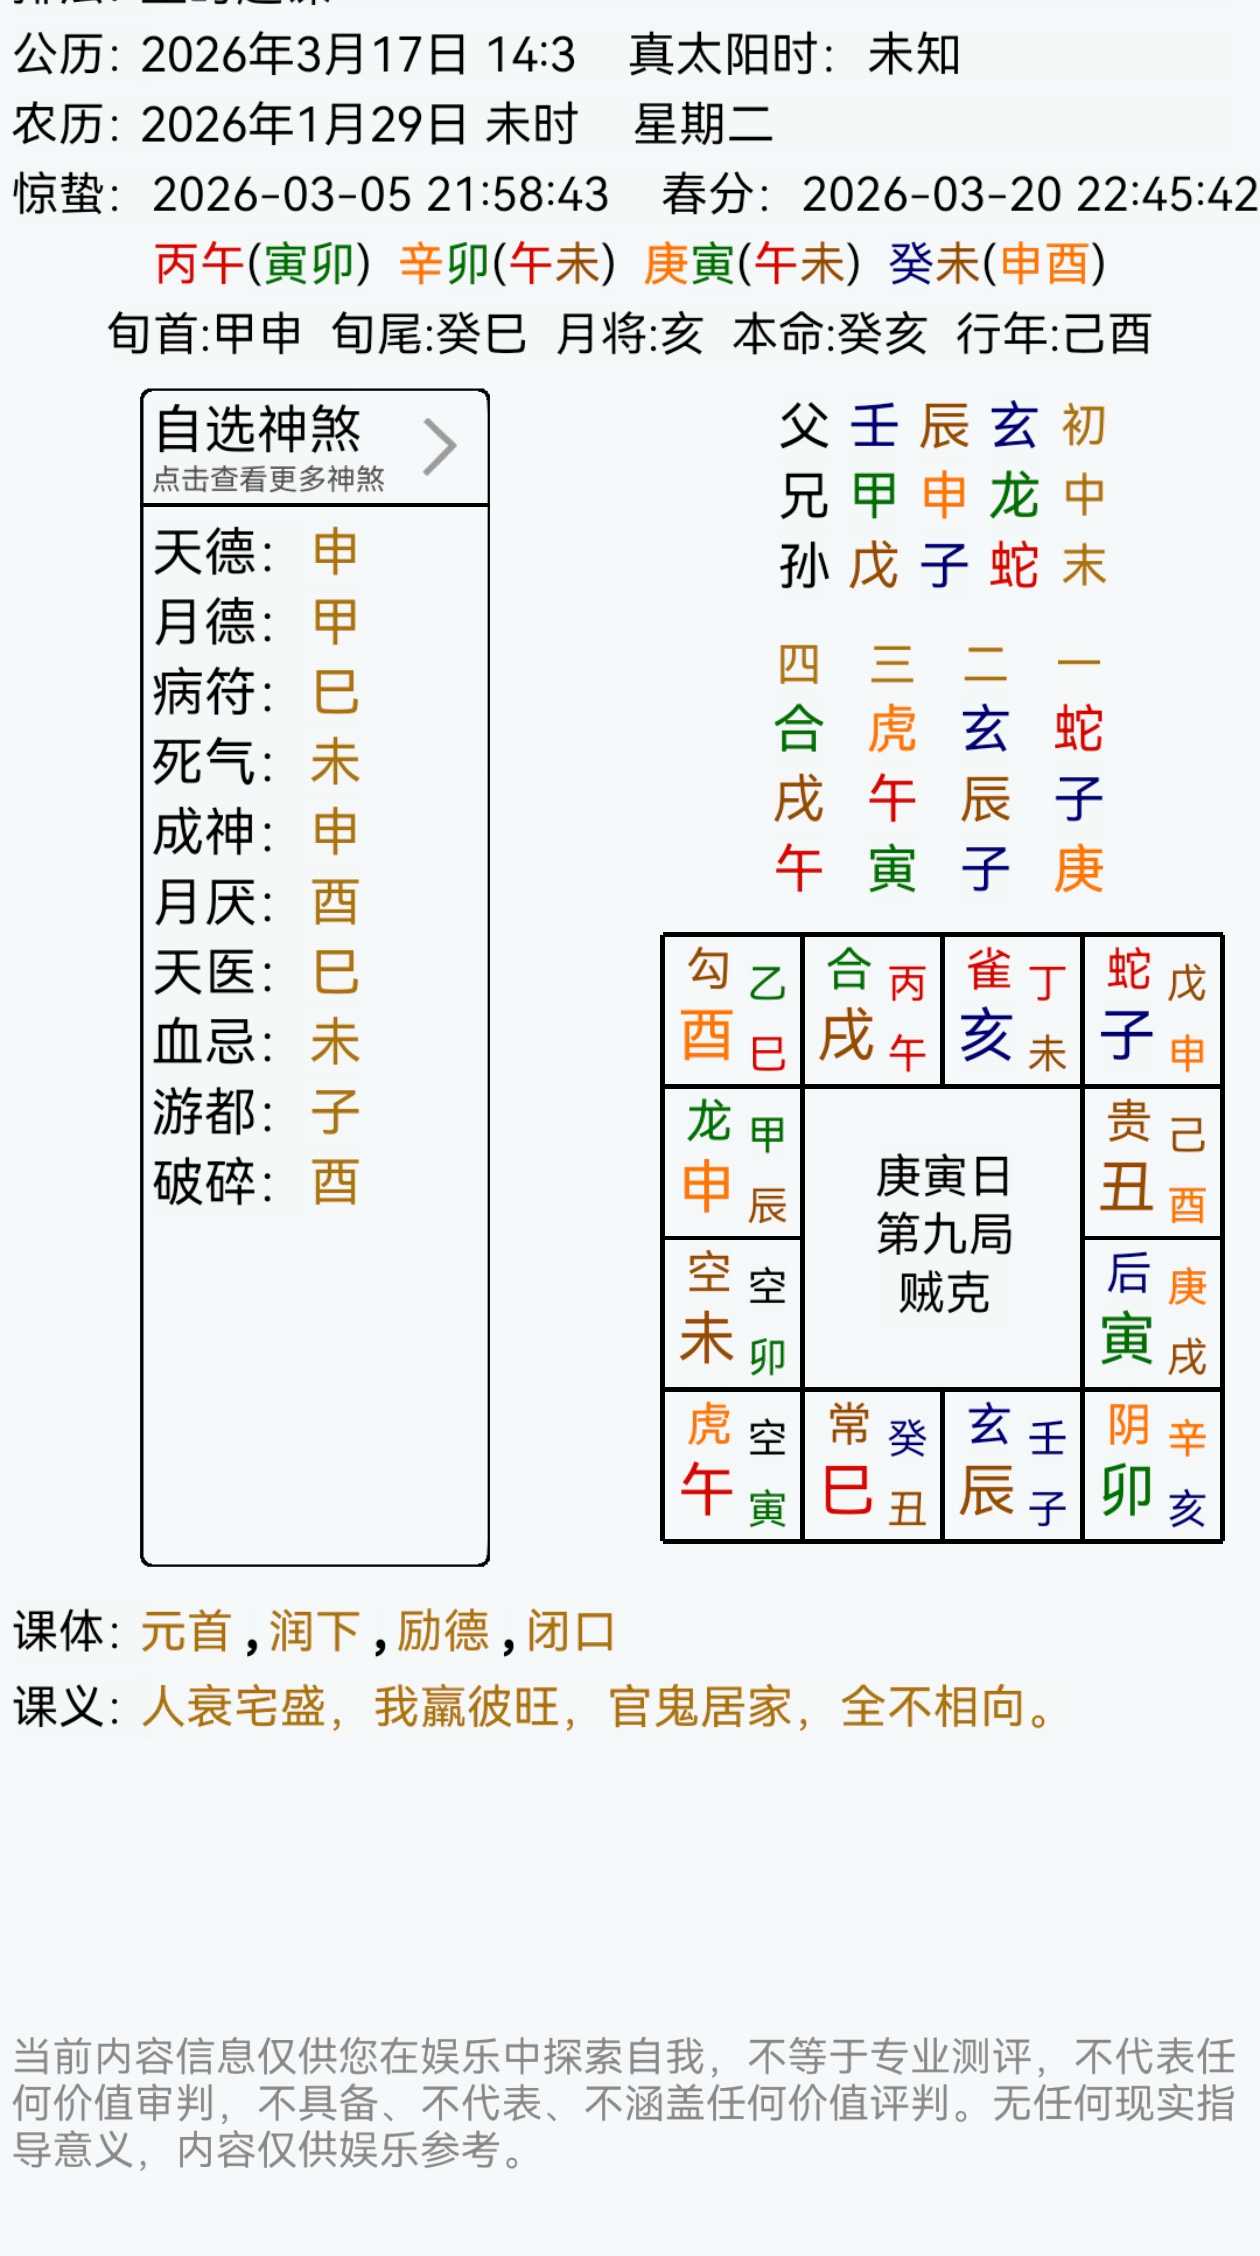 公历：2026年3月17日 14:3 真太阳时：未知
农历：2026年1月29日 未时 星期二
惊蛰：2026-03-05 21:58:43 春分：2026-03-20 22:45:42
丙午(寅卯) 辛卯(午未) 庚寅(午未) 癸未(申酉)
旬首:甲申 旬尾:癸巳 月将:亥 本命:癸亥 行年:己酉
自选神煞
点击查看更多神煞
天德：申
月德：甲
病符：巳
死气：未
成神：申
月厌：酉
天医：巳
血忌：未
游都：子
破碎：酉
父 壬 辰 玄 初
兄 甲 申 龙 中
孙 戊 子 蛇 末
四 三 二 一
合 虎 玄 蛇
戌 午 辰 子
午 寅 子 庚
勾 乙 合 丙 雀 丁 蛇 戊
酉 巳 戌 午 亥 未 子 申
龙 甲 贵 己
申 辰 丑 酉
庚寅日
第九局
贼克
空 空 后 庚
未 卯 寅 戌
虎 空 常 癸 玄 壬 阴 辛
午 寅 巳 丑 辰 子 卯 亥
课体：元首，润下，励德，闭口
课义：人衰宅盛，我羸彼旺，官鬼居家，全不相向。
当前内容信息仅供您在娱乐中探索自我，不等于专业测评，不代表任
何价值审判，不具备、不代表、不涵盖任何价值评判。无任何现实指
导意义，内容仅供娱乐参考。